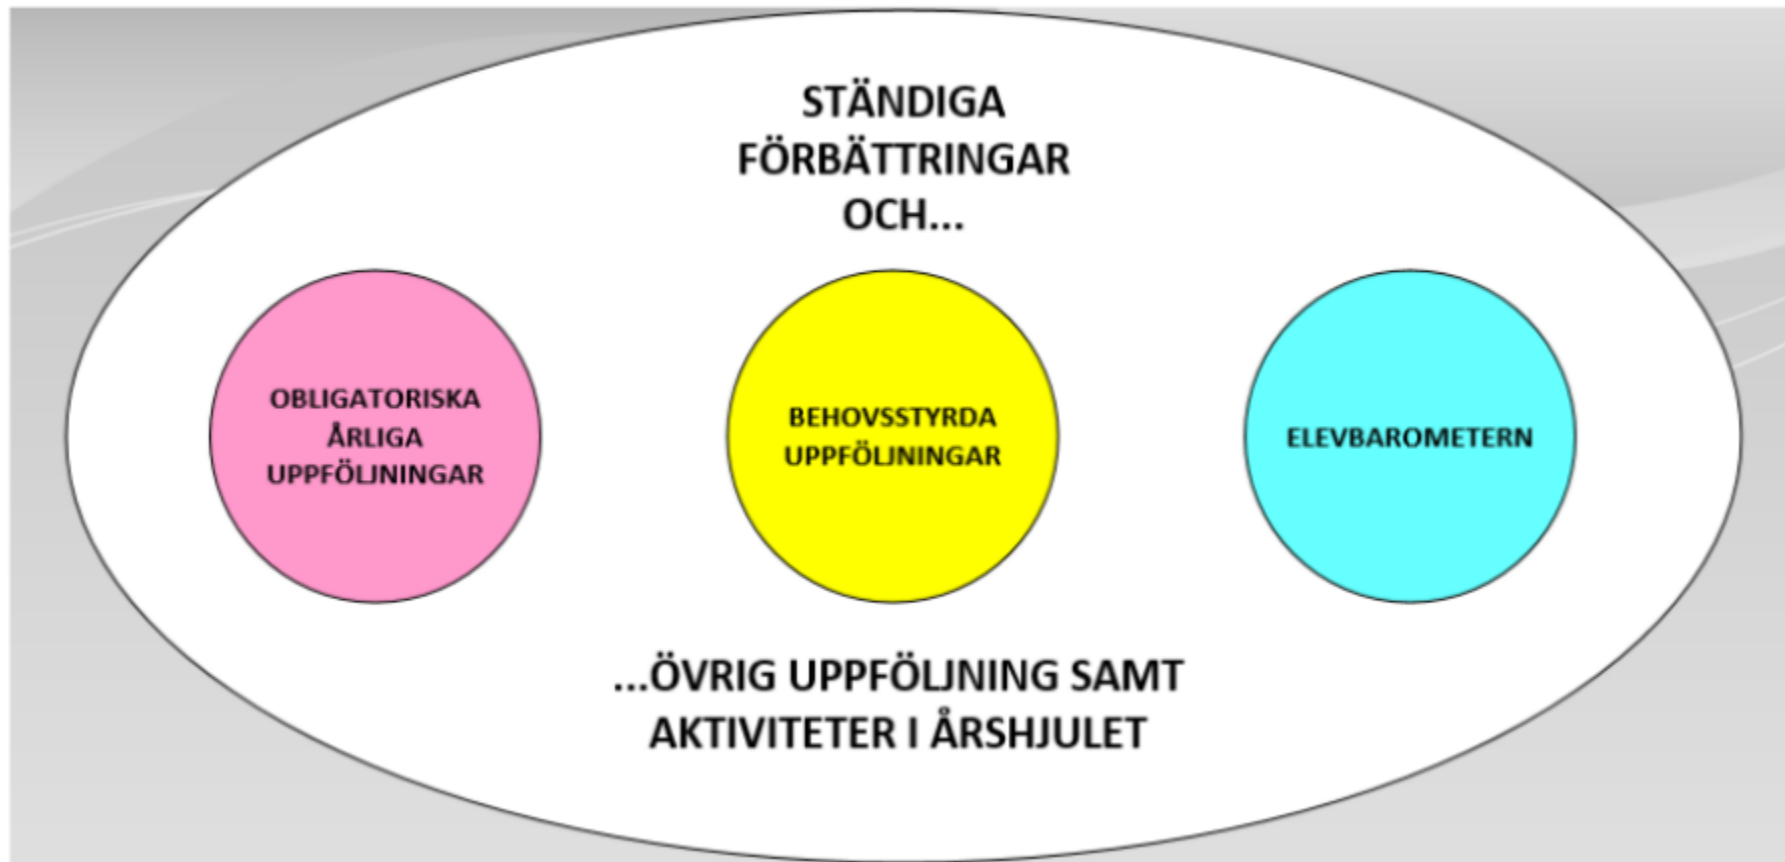 STÄNDIGA
FÖRBÄTTRINGAR
OCH...
OBLIGATORISKA
ÅRLIGA
UPPFÖLJNINGAR
BEHOVSSTYRDA
UPPFÖLJNINGAR
ELEVBAROMETERN
...ÖVRIG UPPFÖLJNING SAMT
AKTIVITETER I ÅRSHJULET